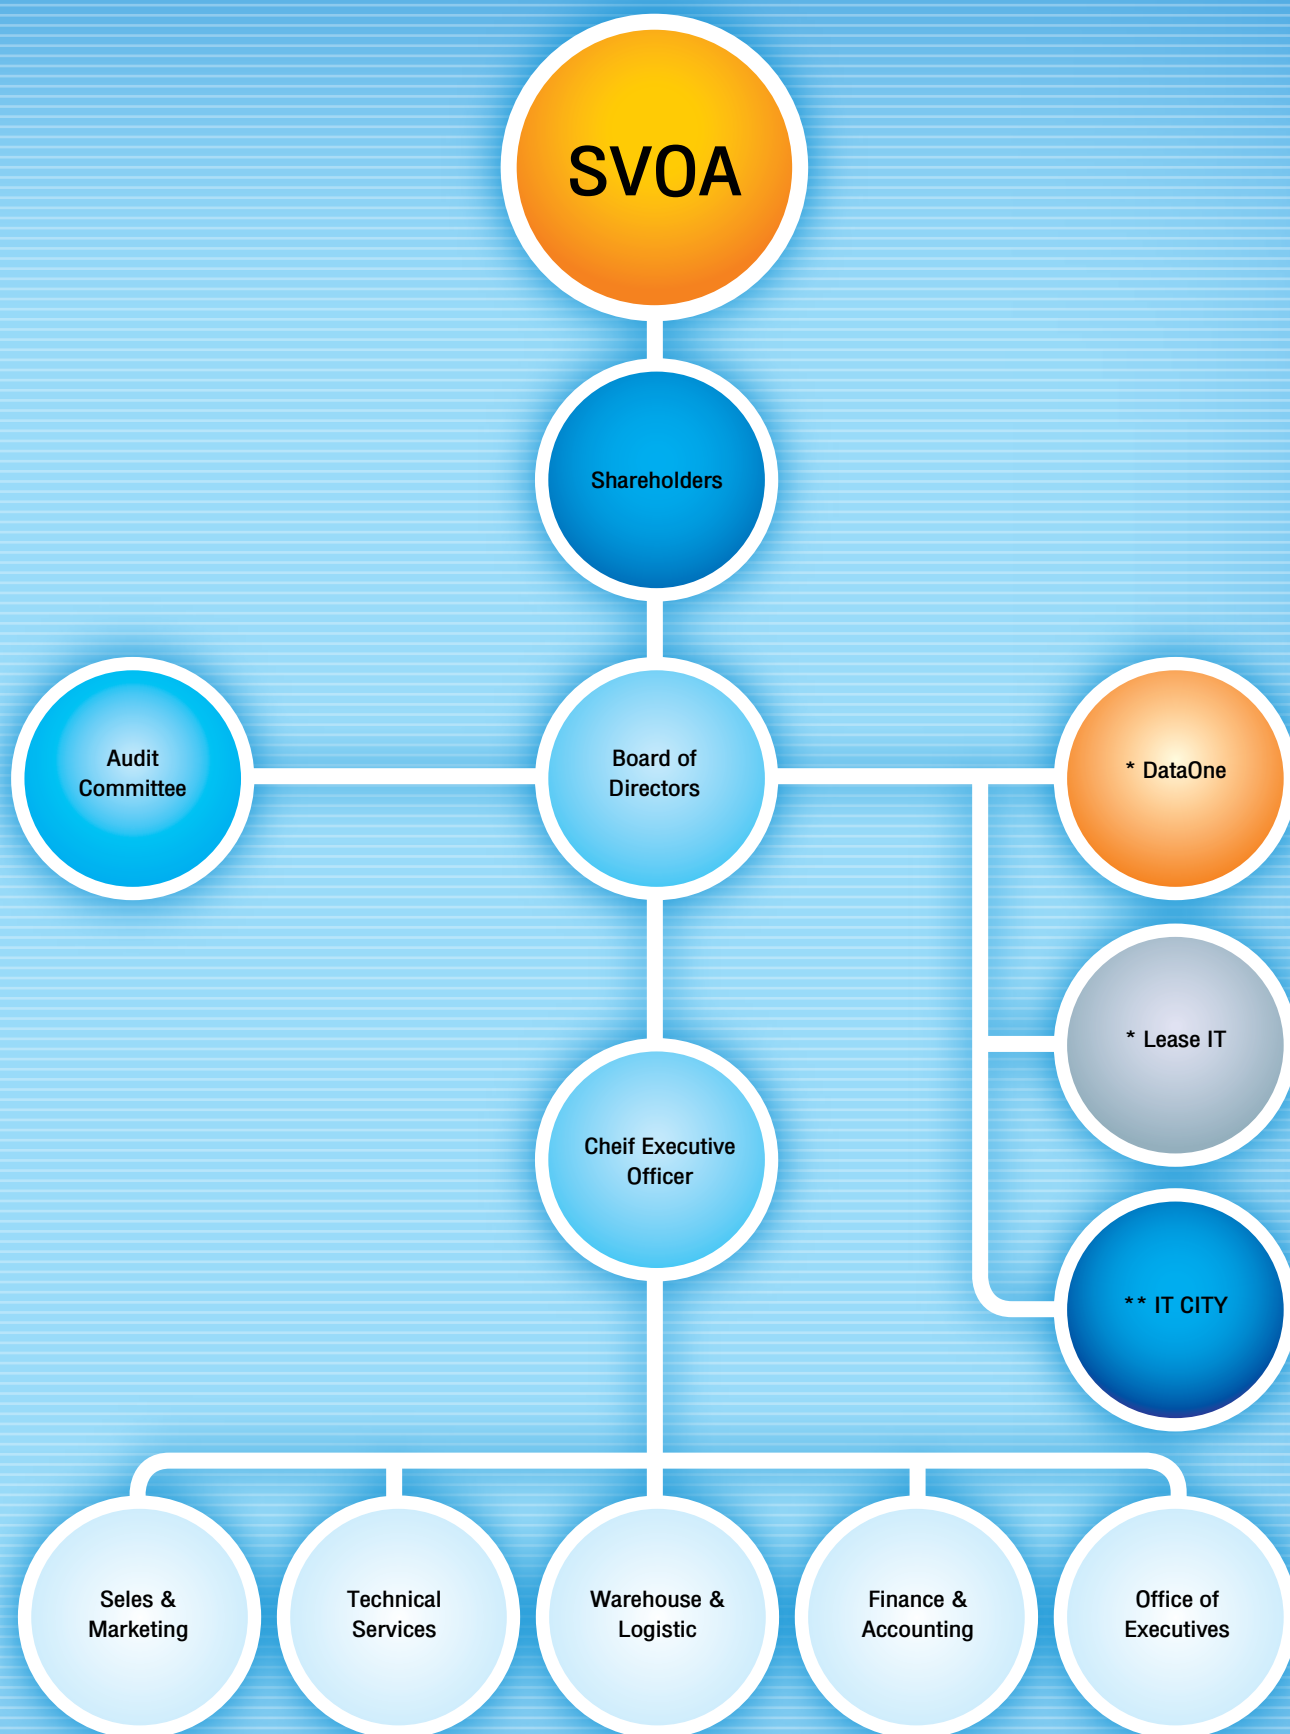 SVOA
Shareholders
Audit
Committee
Board of
Directors
* DataOne
* Lease IT
Cheif Executive
Officer
** IT CITY
Seles &
Marketing
Technical
Services
Warehouse &
Logistic
Finance &
Accounting
Office of
Executives